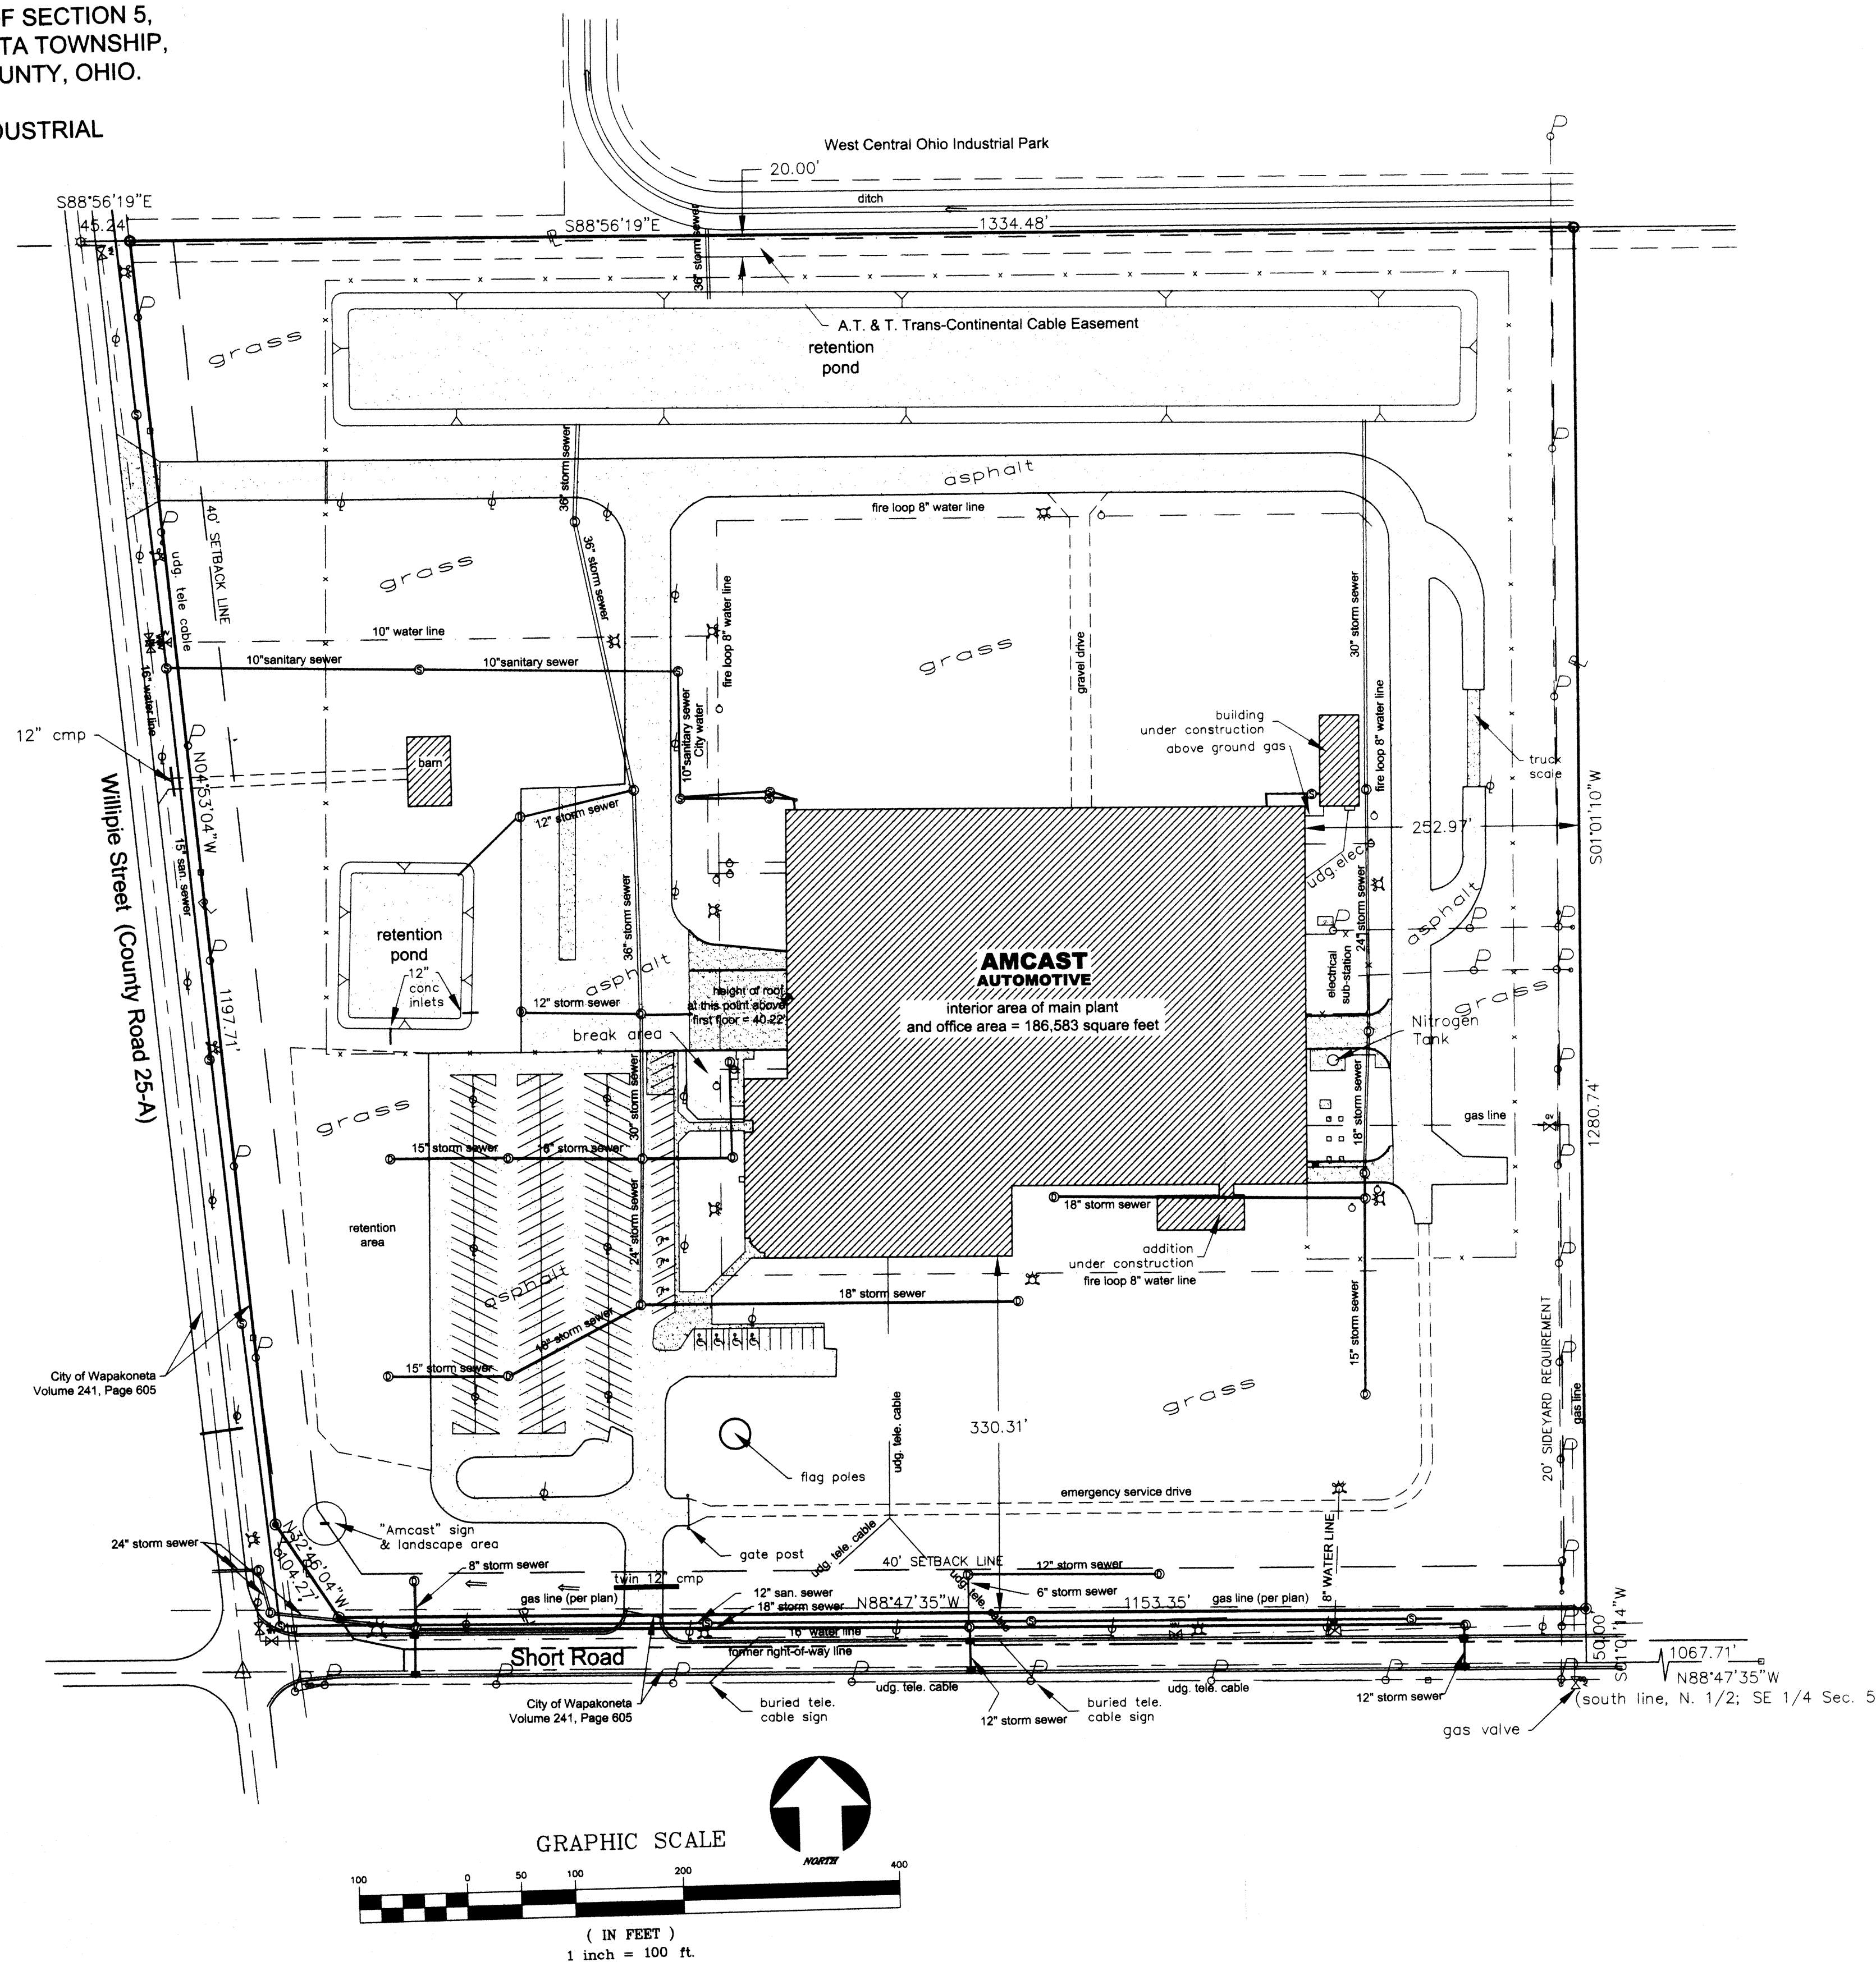 F SECTION 5,
TA TOWNSHIP,
UNTY, OHIO.
DUSTRIAL
West Central Ohio Industrial Park
20.00'
ditch
S88°56'19"E
45.24'
S88°56'19"E
1334.48'
36" storm sewer
36" storm sewer
A.T. & T. Trans-Continental Cable Easement
retention
pond
grass
asphalt
36" storm sewer
fire loop 8" water line
40' SETBACK LINE
udg. tele cable
36" storm sewer
grass
10" water line
fire loop 8" water line
grass
gravel drive
30" storm sewer
10"sanitary sewer
10"sanitary sewer
16" water line
10"sanitary sewer
City water
fire loop 8" water line
building
under construction
above ground gas
12" cmp
barn
truck
scale
N04°53'04"W
12" storm sewer
252.97'
S01°01'10"W
15" san. sewer
Willipie Street (County Road 25-A)
udg.elec.
24" storm sewer
asphalt
retention
pond
36" storm sewer
12"
conc
inlets
asphalt
AMCAST
AUTOMOTIVE
interior area of main plant
and office area = 186,583 square feet
electrical
sub-station
grass
height of roof
at this point above
first floor = 40.22'
12" storm sewer
1197.71'
break area
Nitrogen
Tank
30" storm sewer
18" storm sewer
grass
gas line
1280.74'
15" storm sewer
18" storm sewer
24" storm sewer
18" storm sewer
retention
area
addition
under construction
fire loop 8" water line
asphalt
18" storm sewer
18" storm sewer
15" storm sewer
15" storm sewer
20' SIDEYARD REQUIREMENT
gas line
City of Wapakoneta
Volume 241, Page 605
grass
udg. tele. cable
330.31'
flag poles
emergency service drive
"Amcast" sign
& landscape area
24" storm sewer
N32°46'04"W
104.27'
gate post
udg. tele. cable
8" WATER LINE
8" storm sewer
40' SETBACK LINE
12" storm sewer
twin 12" cmp
udg. tele. cable
6" storm sewer
gas line (per plan)
12" san. sewer
18" storm sewer
N88°47'35"W
1153.35'
gas line (per plan)
16" water line
former right-of-way line
Short Road
50.00'
S01°01'14"W
1067.71'
N88°47'35"W
(south line, N. 1/2; SE 1/4 Sec. 5
udg. tele. cable
udg. tele. cable
City of Wapakoneta
Volume 241, Page 605
buried tele.
cable sign
12" storm sewer
buried tele.
cable sign
12" storm sewer
gas valve
NORTH
GRAPHIC SCALE
100 0 50 100 200 400
( IN FEET )
1 inch = 100 ft.